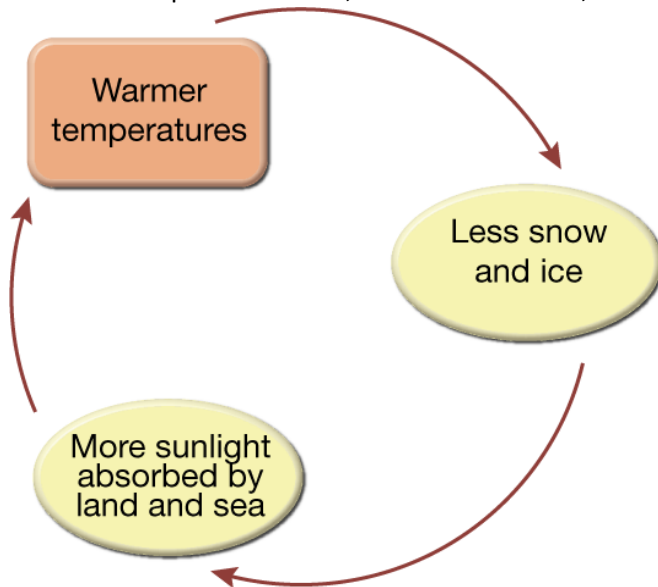 Warmer
temperatures
Less snow
and ice
More sunlight
absorbed by
land and sea